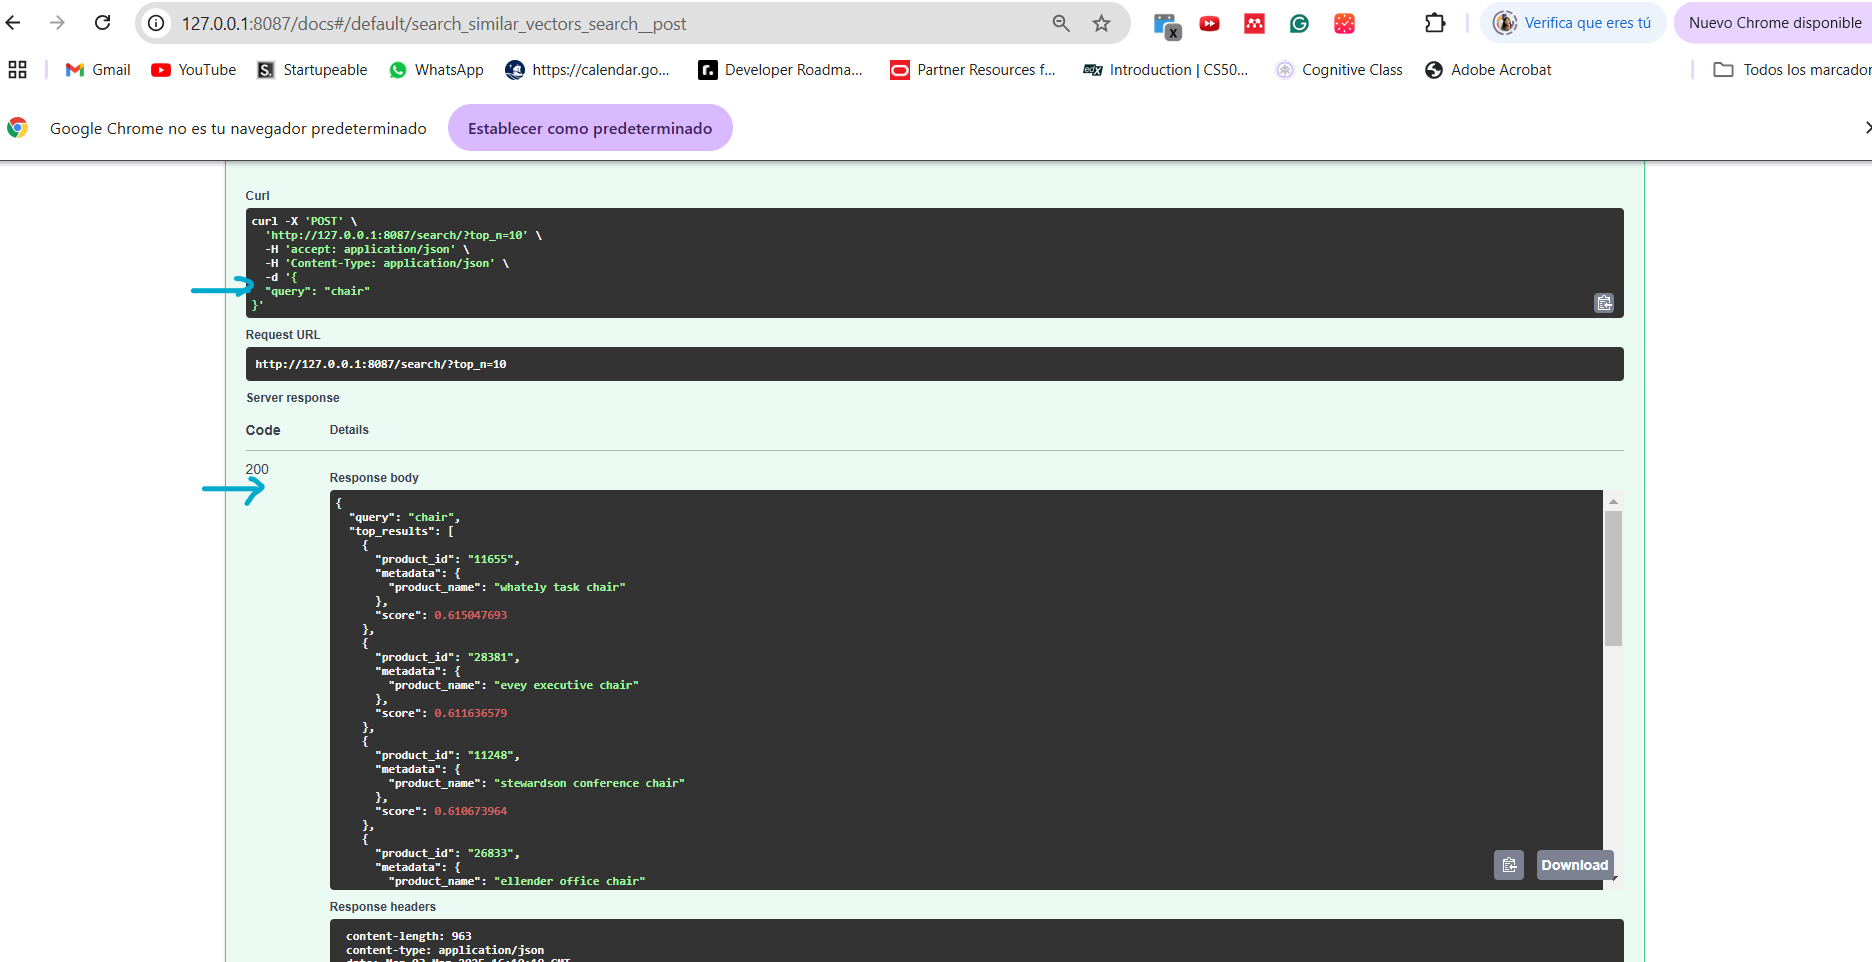 127.0.0.1:8087/docs#/default/search_similar_vectors_search__post
x
Verifica que eres tú
Nuevo Chrome disponible
Gmail
YouTube
Startupeable
WhatsApp
https://calendar.go...
Developer Roadma...
Partner Resources f...
edX
Introduction | CS50...
Cognitive Class
Adobe Acrobat
Todos los marcador
Google Chrome no es tu navegador predeterminado
Establecer como predeterminado
Curl
curl -X 'POST' \
'http://127.0.0.1:8087/search/?top_n=10' \
-H 'accept: application/json' \
-H 'Content-Type: application/json' \
-d '{
"query": "chair"
}'
Request URL
http://127.0.0.1:8087/search/?top_n=10
Server response
Code Details
200
Response body
{
"query": "chair",
"top_results": [
{
"product_id": "11655",
"metadata": {
"product_name": "whately task chair"
},
"score": 0.615047693
},
{
"product_id": "28381",
"metadata": {
"product_name": "evey executive chair"
},
"score": 0.611636579
},
{
"product_id": "11248",
"metadata": {
"product_name": "stewardson conference chair"
},
"score": 0.610673964
},
{
"product_id": "26833",
"metadata": {
"product_name": "ellender office chair"
Download
Response headers
content-length: 963
content-type: application/json